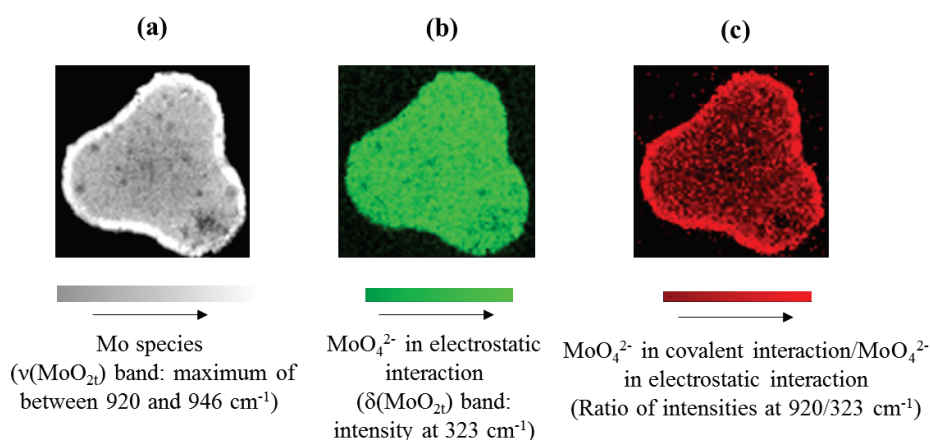 (a)
(b)
(c)
Mo species
(ν(MoO₂ₜ) band: maximum of
between 920 and 946 cm⁻¹)
MoO₄²⁻ in electrostatic
interaction
(δ(MoO₂ₜ) band:
intensity at 323 cm⁻¹)
MoO₄²⁻ in covalent interaction/MoO₄²⁻
in electrostatic interaction
(Ratio of intensities at 920/323 cm⁻¹)